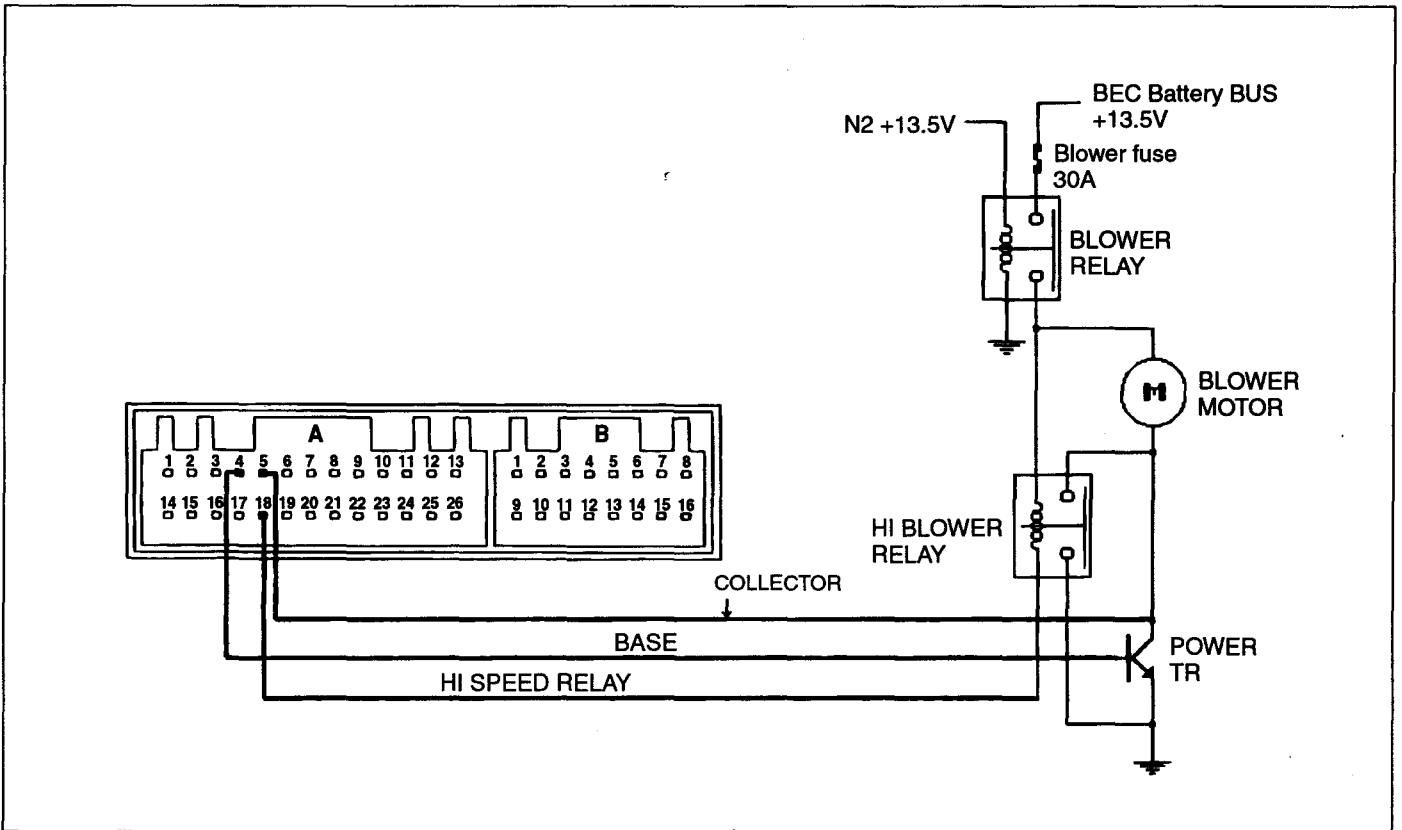 BEC Battery BUS
+13.5V
N2 +13.5V
Blower fuse
30A
BLOWER
RELAY
BLOWER
MOTOR
M
A
B
1 2 3 4 5 6 7 8 9 10 11 12 13
1 2 3 4 5 6 7 8
14 15 16 17 18 19 20 21 22 23 24 25 26
9 10 11 12 13 14 15 16
HI BLOWER
RELAY
COLLECTOR
BASE
POWER
TR
HI SPEED RELAY